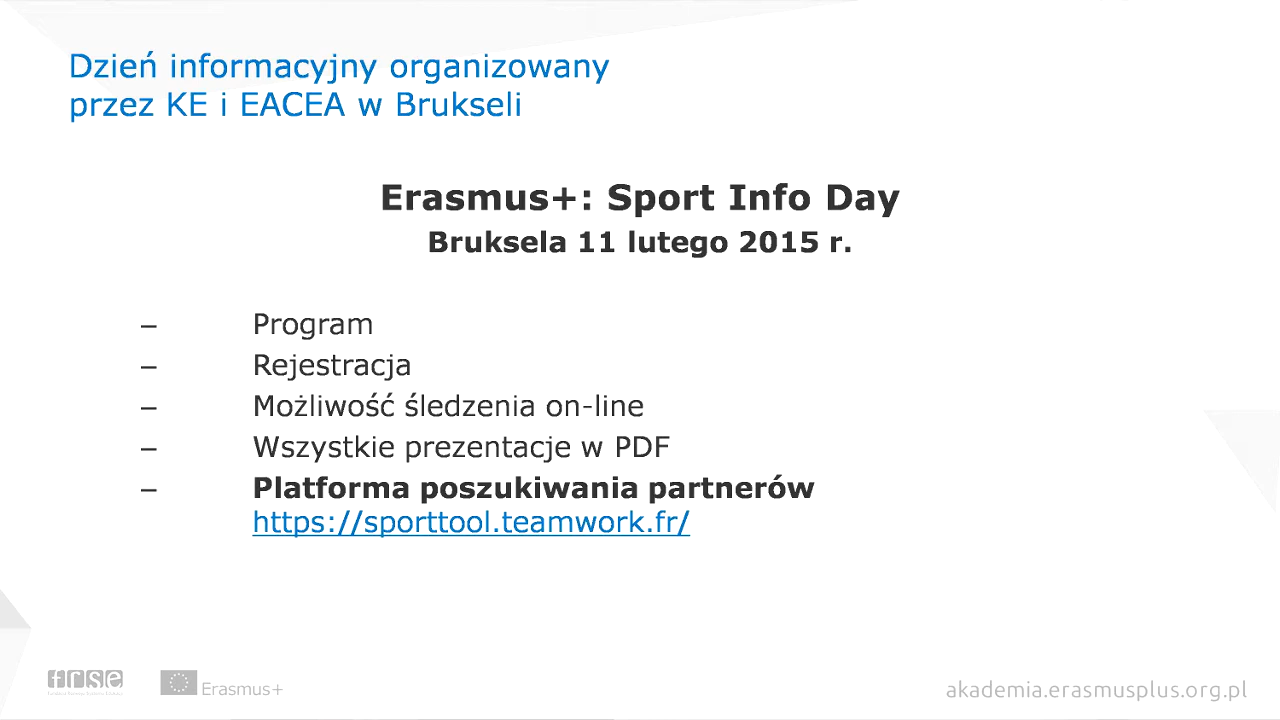 Dzień informacyjny organizowany
przez KE i EACEA w Brukseli
Erasmus+: Sport Info Day
Bruksela 11 lutego 2015 r.
– Program
– Rejestracja
– Możliwość śledzenia on-line
– Wszystkie prezentacje w PDF
– Platforma poszukiwania partnerów
https://sporttool.teamwork.fr/
frse
Erasmus+
akademia.erasmusplus.org.pl